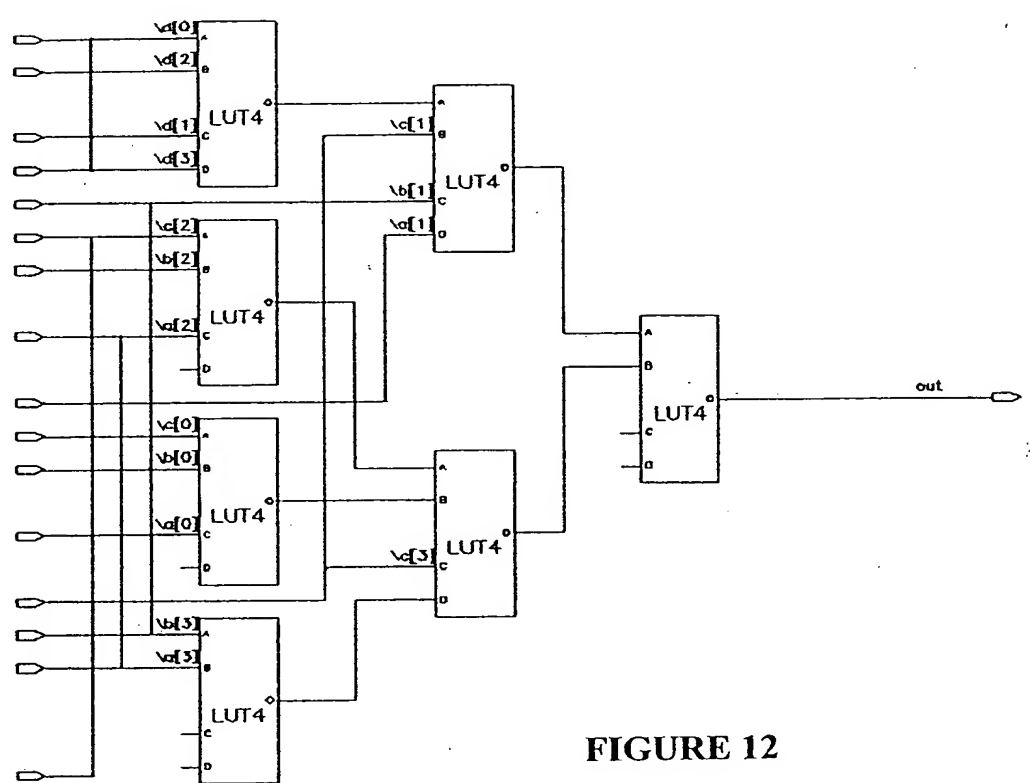 \d[0]
A
\d[2]
B
O
LUT4
\d[1]
C
\d[3]
D
\c[2]
A
\b[2]
B
O
LUT4
\a[2]
C
D
\c[0]
A
\b[0]
B
O
LUT4
\a[0]
C
D
\b[3]
A
\a[3]
B
O
LUT4
C
D
A
\c[1]
B
O
LUT4
\b[1]
C
\a[1]
D
A
B
O
LUT4
\c[3]
C
D
A
B
O
LUT4
C
D
out
FIGURE 12